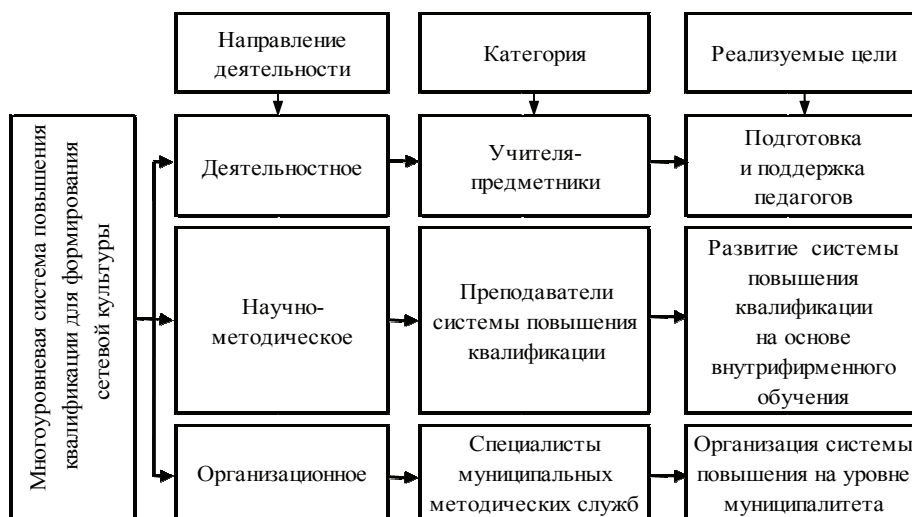 Направление
деятельности
Категория
Реализуемые цели
Многоуровневая система повышения
квалификации для формирования
сетевой культуры
Деятельностное
Учителя-
предметники
Подготовка
и поддержка
педагогов
Научно-
методическое
Преподаватели
системы повышения
квалификации
Развитие системы
повышения
квалификации
на основе
внутрифирменного
обучения
Организационное
Специалисты
муниципальных
методических служб
Организация системы
повышения на уровне
муниципалитета